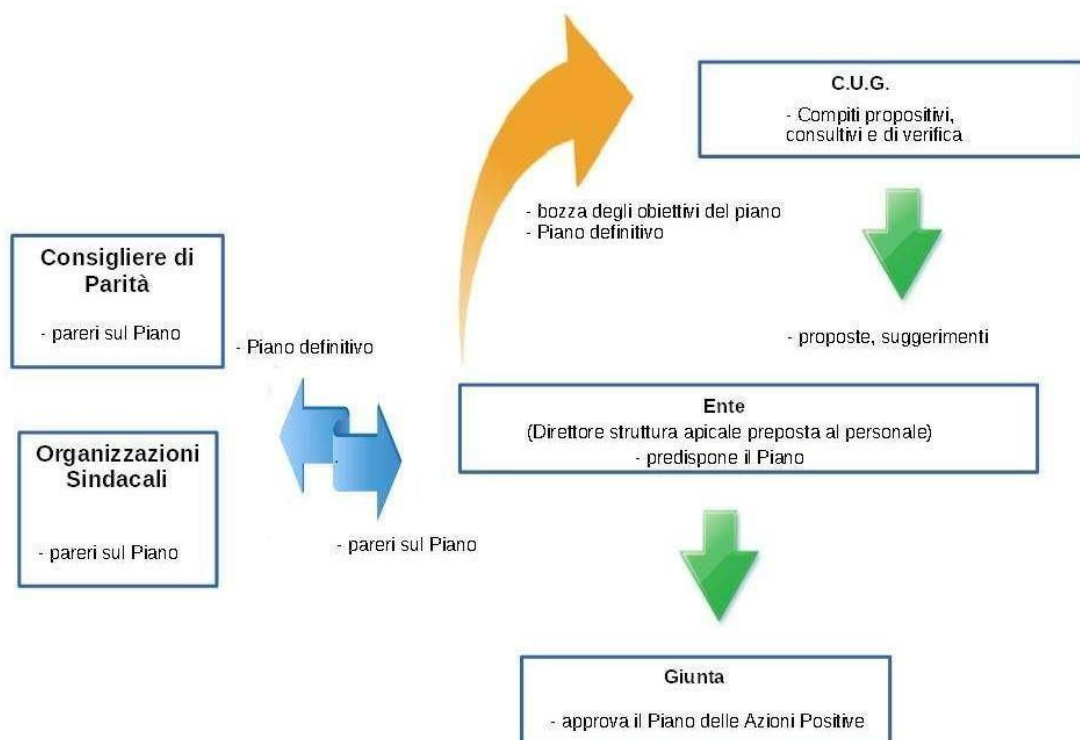 C.U.G.
- Compiti propositivi,
consultivi e di verifica
- bozza degli obiettivi del piano
- Piano definitivo
Consigliere di
Parità
- pareri sul Piano
- Piano definitivo
- proposte, suggerimenti
Ente
(Direttore struttura apicale preposta al personale)
- predispone il Piano
Organizzazioni
Sindacali
- pareri sul Piano
- pareri sul Piano
Giunta
- approva il Piano delle Azioni Positive